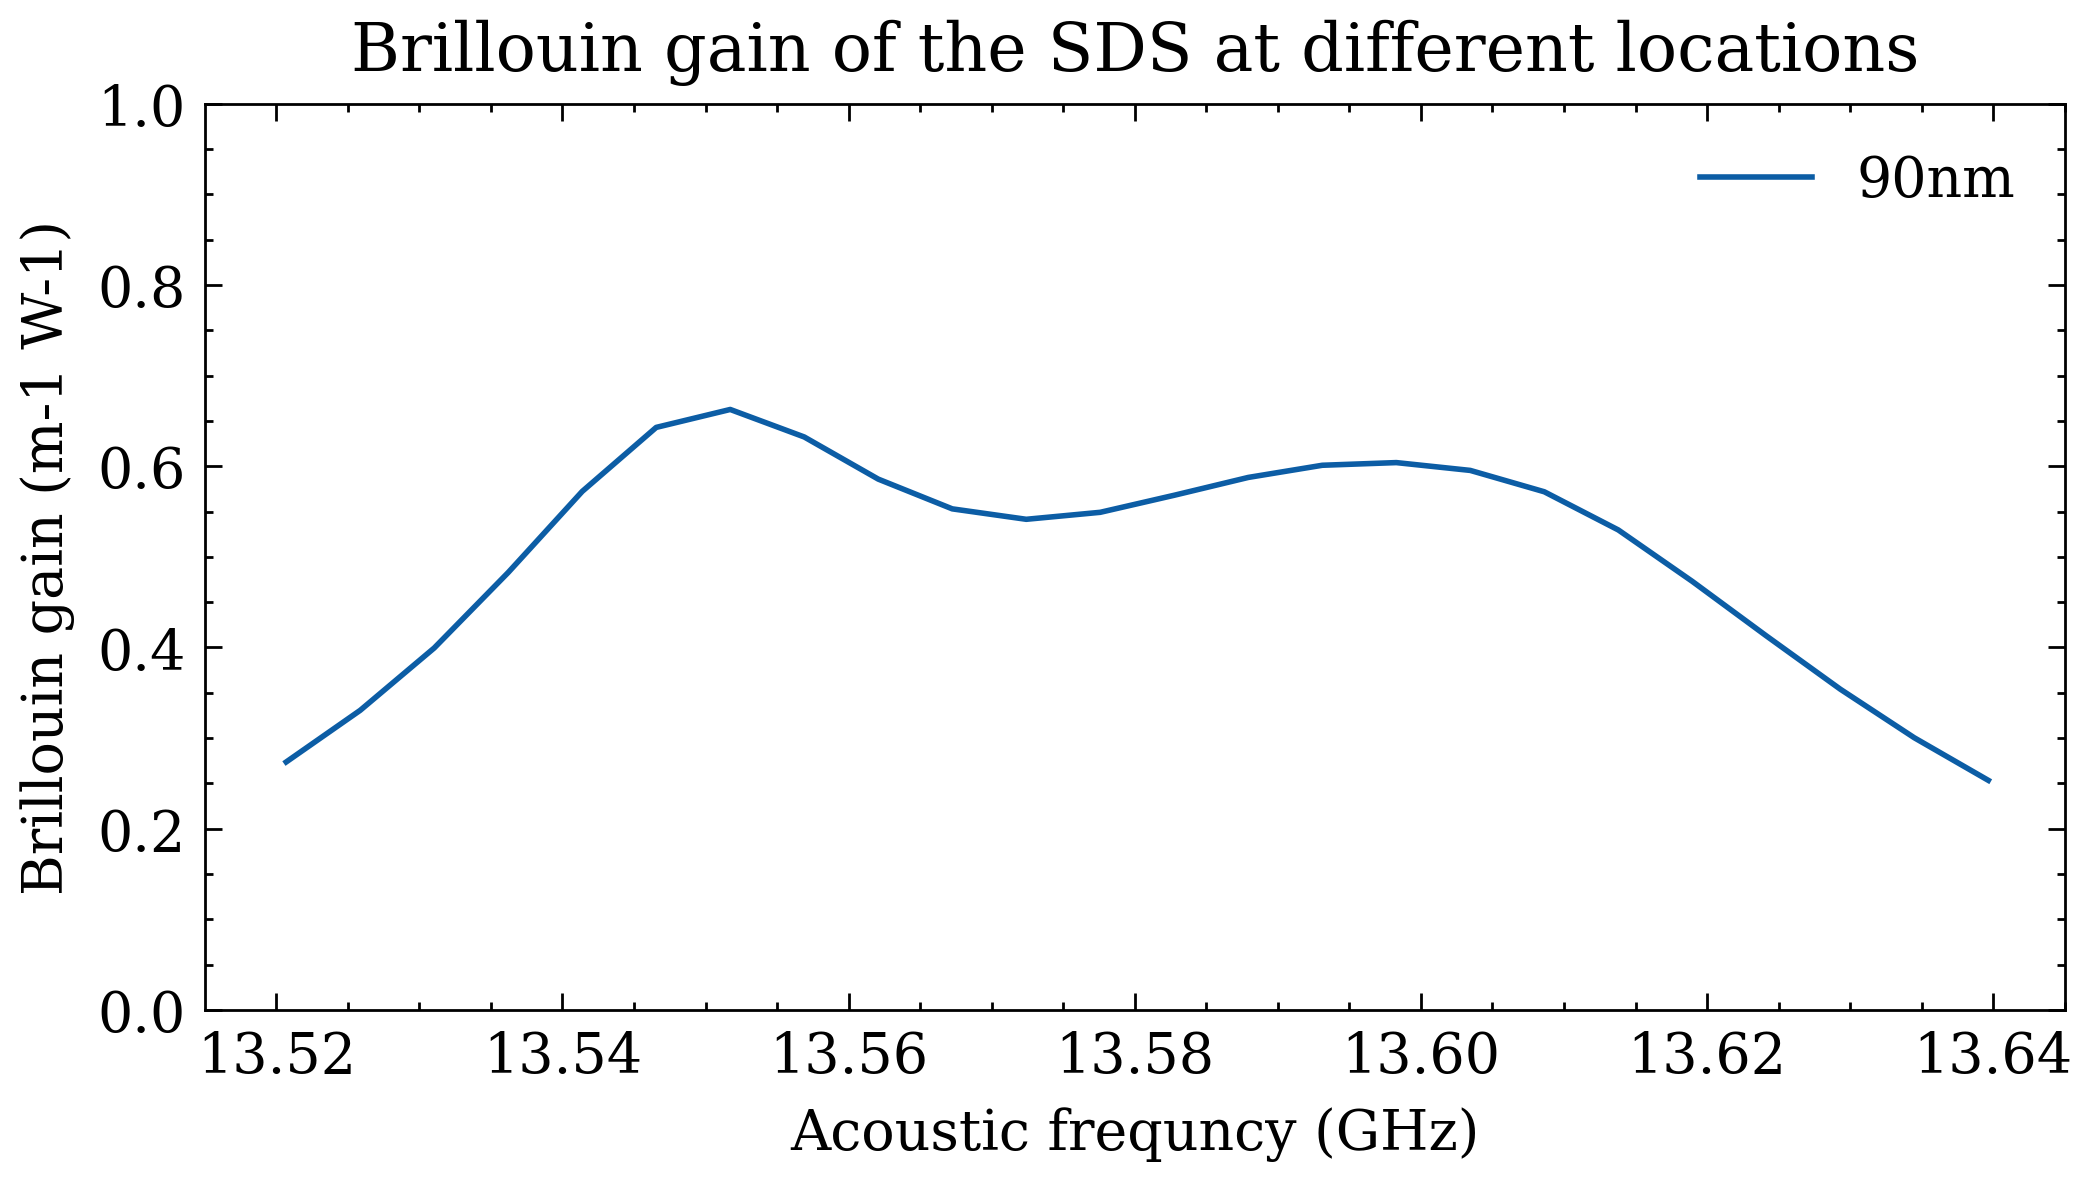 Brillouin gain of the SDS at different locations
90nm
Brillouin gain (m-1 W-1)
1.0
0.8
0.6
0.4
0.2
0.0
13.52 13.54 13.56 13.58 13.60 13.62 13.64
Acoustic frequncy (GHz)